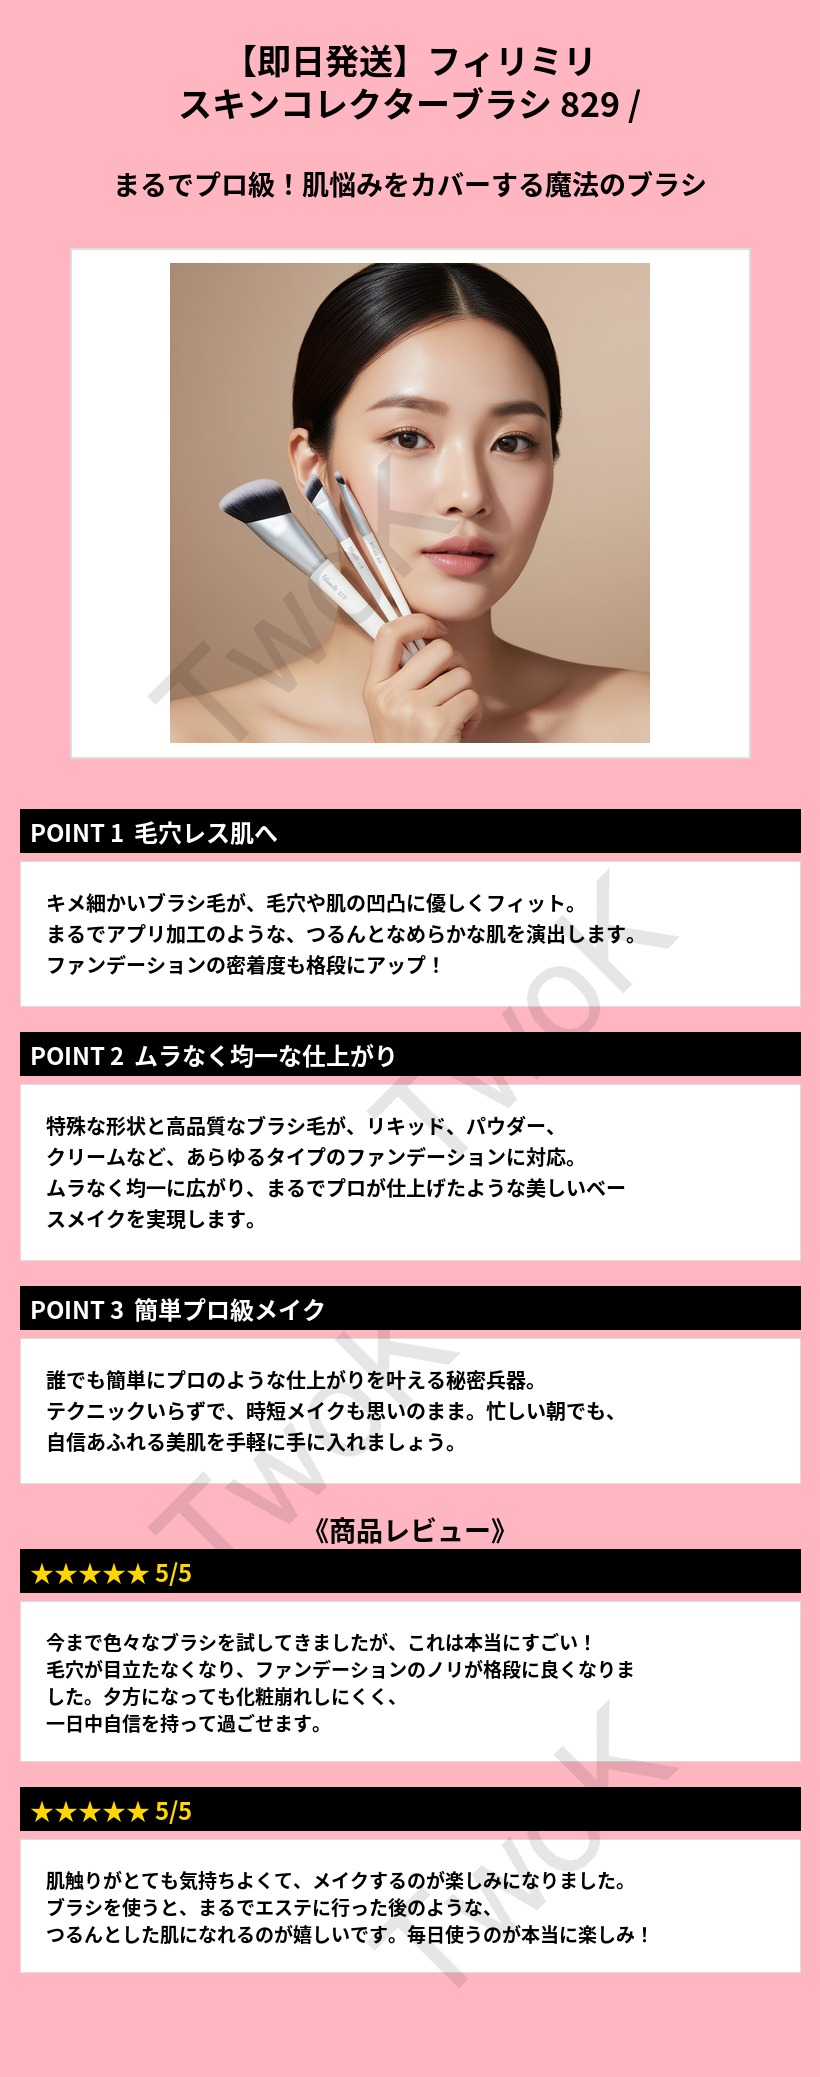 【即日発送】フィリミリ
スキンコレクターブラシ 829 /
まるでプロ級！肌悩みをカバーする魔法のブラシ
TwoK
POINT 1 毛穴レス肌へ
キメ細かいブラシ毛が、毛穴や肌の凹凸に優しくフィット。
まるでアプリ加工のような、つるんとなめらかな肌を演出します。
ファンデーションの密着度も格段にアップ！
TwoK
POINT 2 ムラなく均一な仕上がり
特殊な形状と高品質なブラシ毛が、リキッド、パウダー、
クリームなど、あらゆるタイプのファンデーションに対応。
ムラなく均一に広がり、まるでプロが仕上げたような美しいベー
スメイクを実現します。
POINT 3 簡単プロ級メイク
誰でも簡単にプロのような仕上がりを叶える秘密兵器。
テクニックいらずで、時短メイクも思いのまま。忙しい朝でも、
自信あふれる美肌を手軽に手に入れましょう。
TwoK
《商品レビュー》
★★★★★ 5/5
今まで色々なブラシを試してきましたが、これは本当にすごい！
毛穴が目立たなくなり、ファンデーションのノリが格段に良くなりま
した。夕方になっても化粧崩れしにくく、
一日中自信を持って過ごせます。
★★★★★ 5/5
肌触りがとても気持ちよくて、メイクするのが楽しみになりました。
ブラシを使うと、まるでエステに行った後のような、
つるんとした肌になれるのが嬉しいです。毎日使うのが本当に楽しみ！
TwoK